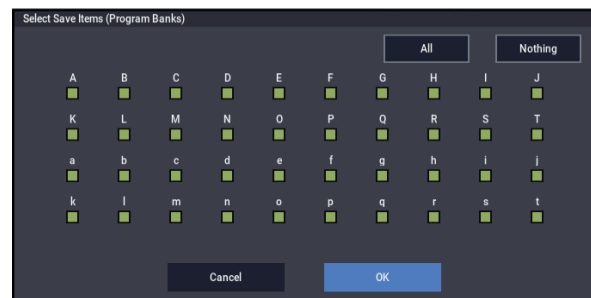 Select Save Items (Program Banks)
All Nothing
A B C D E F G H I J
K L M N O P Q R S T
a b c d e f g h i j
k l m n o p q r s t
Cancel OK